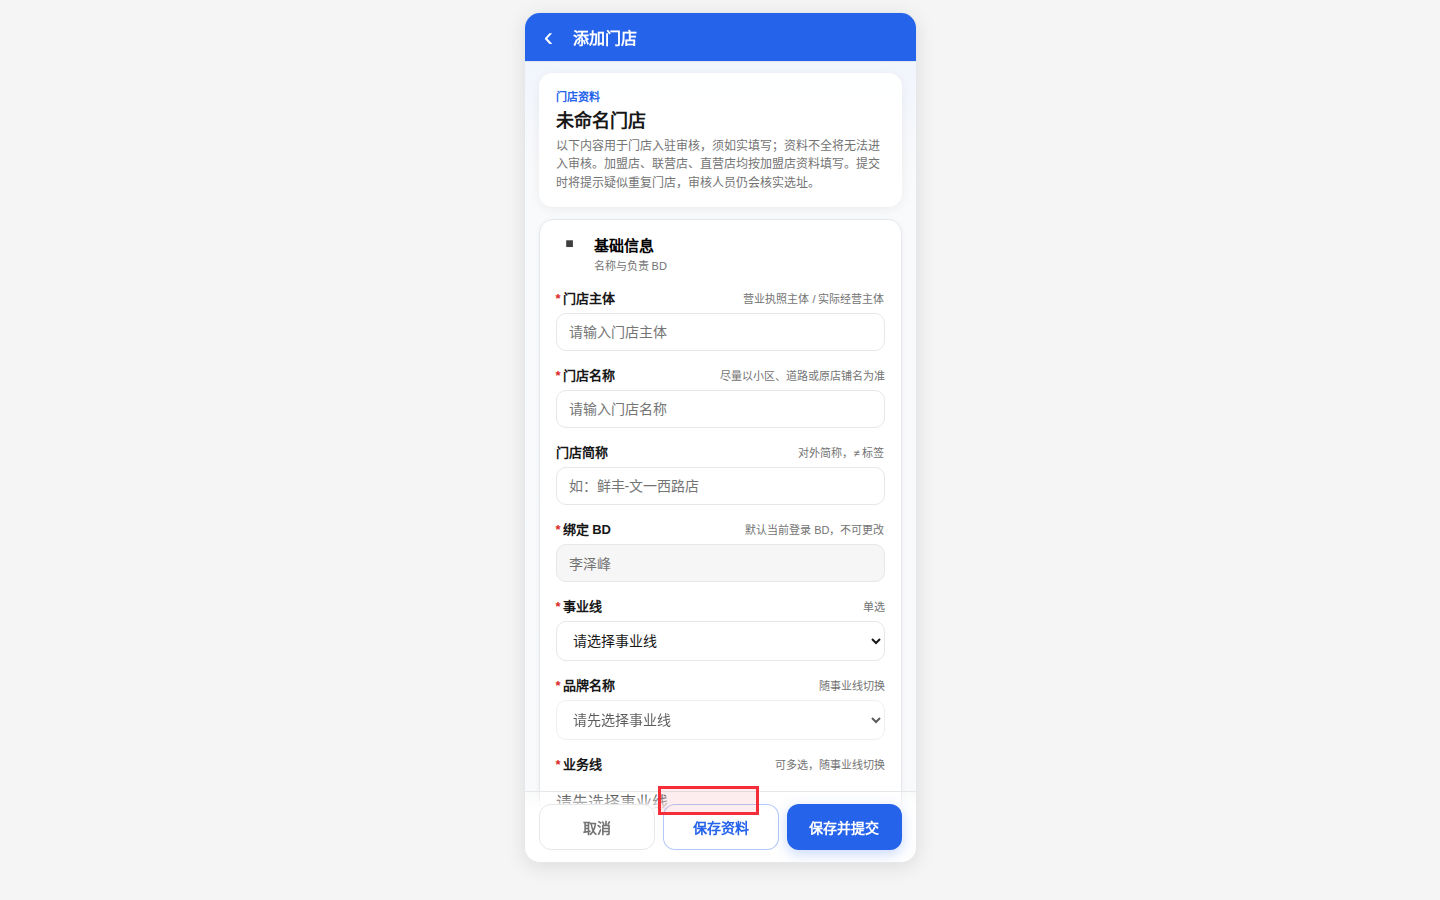 添加门店
门店资料
未命名门店
以下内容用于门店入驻审核，须如实填写；资料不全将无法进
入审核。加盟店、联营店、直营店均按加盟店资料填写。提交
时将提示疑似重复门店，审核人员仍会核实选址。
基础信息
名称与负责 BD
* 门店主体 营业执照主体 / 实际经营主体
请输入门店主体
* 门店名称 尽量以小区、道路或原店铺名为准
请输入门店名称
门店简称 对外简称，≠ 标签
如：鲜丰-文一西路店
* 绑定 BD 默认当前登录 BD，不可更改
李泽峰
* 事业线 单选
请选择事业线
* 品牌名称 随事业线切换
请先选择事业线
* 业务线 可多选，随事业线切换
请先选择事业线
取消 保存资料 保存并提交